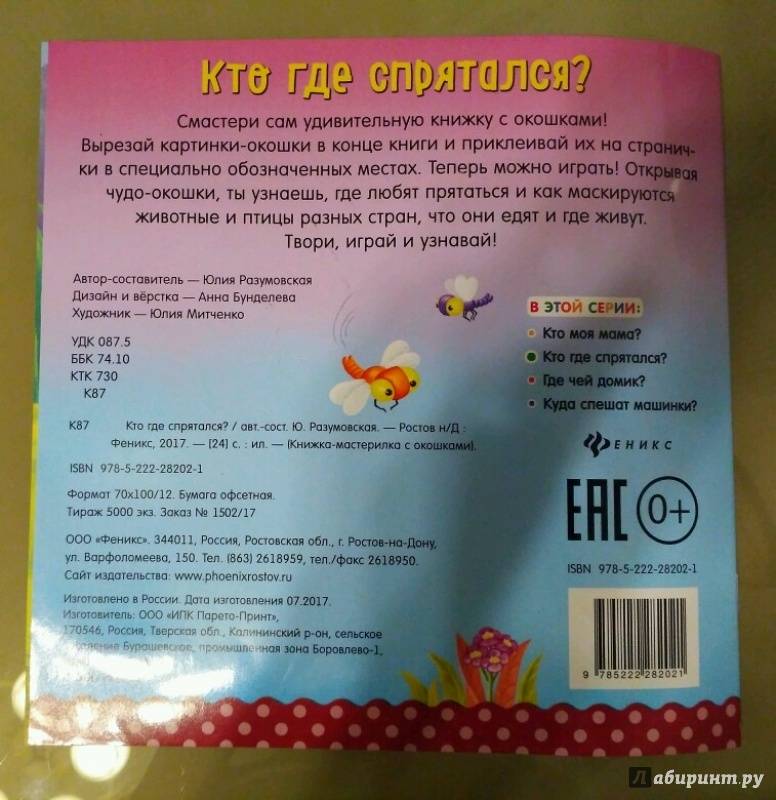 Кто где спрятался?
Смастери сам удивительную книжку с окошками!
Вырезай картинки-окошки в конце книги и приклеивай их на странич-
ки в специально обозначенных местах. Теперь можно играть! Открывая
чудо-окошки, ты узнаешь, где любят прятаться и как маскируются
животные и птицы разных стран, что они едят и где живут.
Твори, играй и узнавай!
Автор-составитель — Юлия Разумовская
Дизайн и вёрстка — Анна Бунделева
Художник — Юлия Митченко
УДК 087.5
ББК 74.10
КТК 730
К87
К87 Кто где спрятался? / авт.-сост. Ю. Разумовская. — Ростов н/Д :
Феникс, 2017. — [24] с. : ил. — (Книжка-мастерилка с окошками).
ISBN 978-5-222-28202-1
Формат 70х100/12. Бумага офсетная.
Тираж 5000 экз. Заказ № 1502/17
ООО «Феникс». 344011, Россия, Ростовская обл., г. Ростов-на-Дону,
ул. Варфоломеева, 150. Тел. (863) 2618959, тел./факс 2618950.
Сайт издательства: www.phoenixrostov.ru
Изготовлено в России. Дата изготовления 07.2017.
Изготовитель: ООО «ИПК Парето-Принт»,
170546, Россия, Тверская обл., Калининский р-он, сельское
Бурашевское, промышленная зона Боровлево-1,
В ЭТОЙ СЕРИИ:
Кто моя мама?
Кто где спрятался?
Где чей домик?
Куда спешат машинки?
ФЕНИКС
EAC 0+
ISBN 978-5-222-28202-1
9 785222 282021
Лабиринт.ру